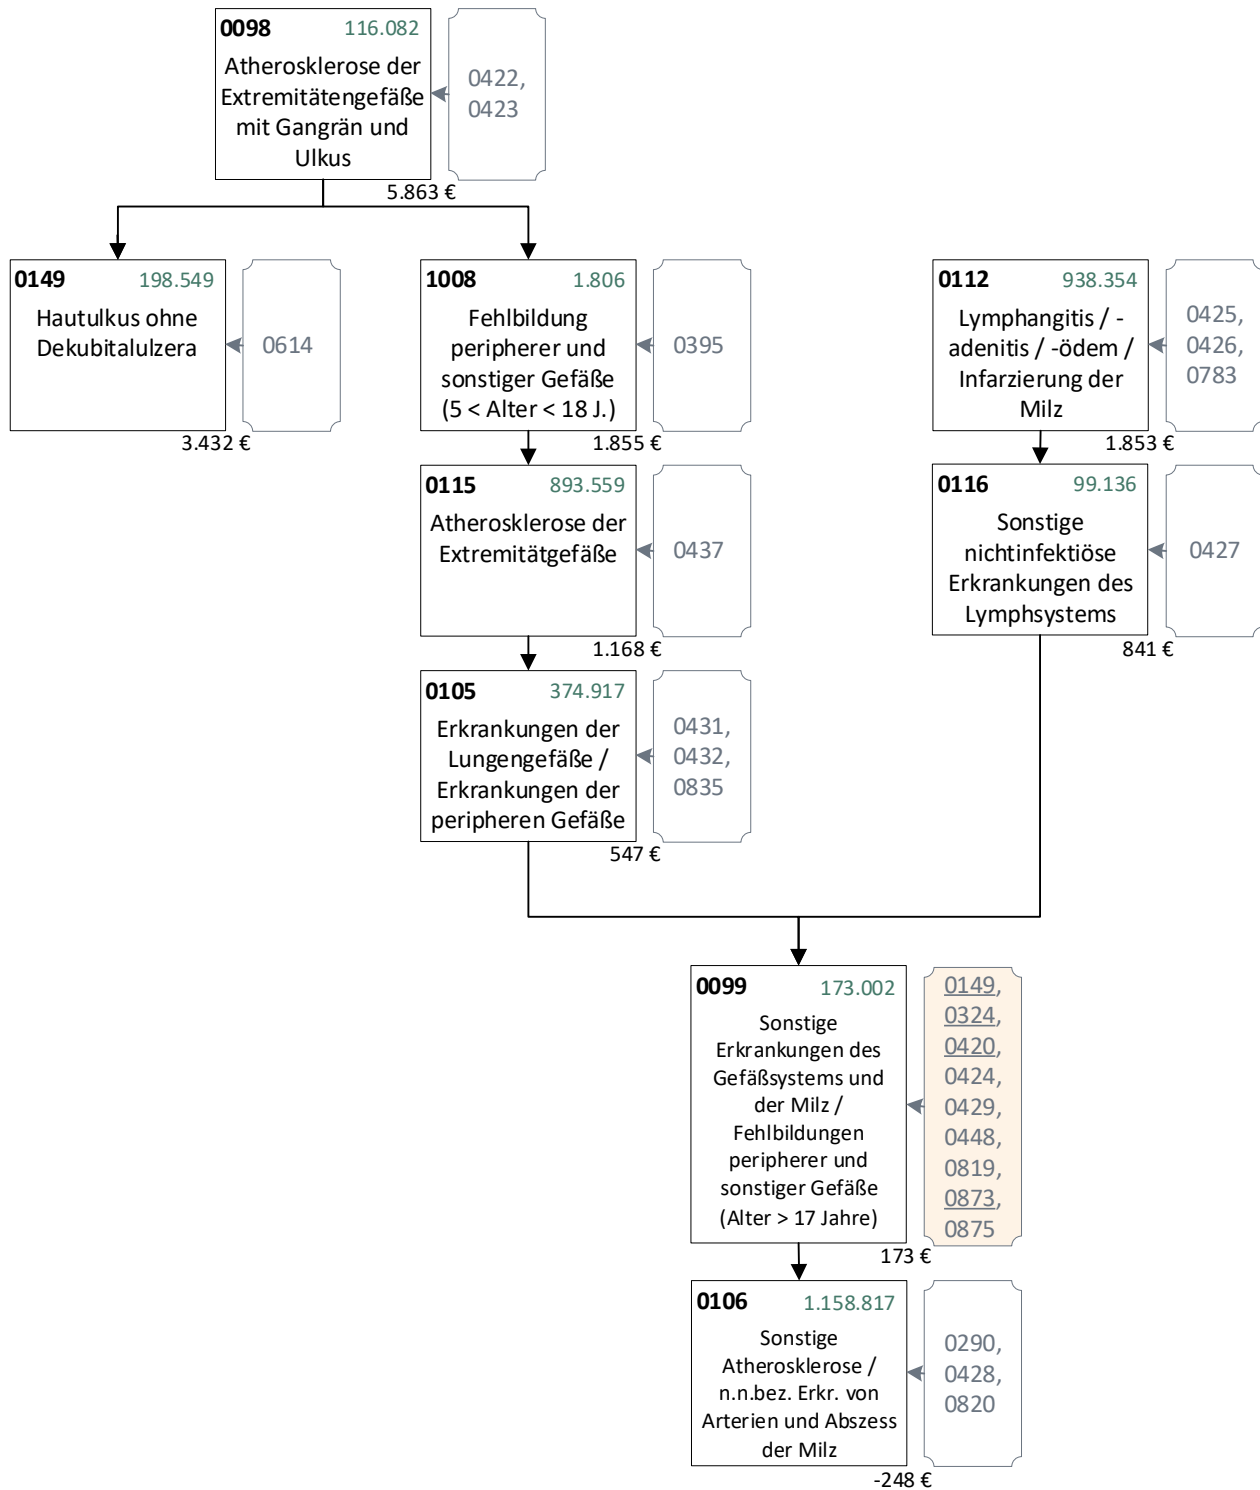 0098 116.082
Atherosklerose der
Extremitätengefäße
mit Gangrän und
Ulkus
0422,
0423
5.863 €
0149 198.549
Hautulkus ohne
Dekubitalulzera
0614
3.432 €
1008 1.806
Fehlbildung
peripherer und
sonstiger Gefäße
(5 < Alter < 18 J.)
0395
1.855 €
0112 938.354
Lymphangitis / -
adenitis / -ödem /
Infarzierung der
Milz
0425,
0426,
0783
1.853 €
0115 893.559
Atherosklerose der
Extremitätgefäße
0437
1.168 €
0116 99.136
Sonstige
nichtinfektiöse
Erkrankungen des
Lymphsystems
0427
841 €
0105 374.917
Erkrankungen der
Lungengefäße /
Erkrankungen der
peripheren Gefäße
0431,
0432,
0835
547 €
0099 173.002
Sonstige
Erkrankungen des
Gefäßsystems und
der Milz /
Fehlbildungen
peripherer und
sonstiger Gefäße
(Alter > 17 Jahre)
0149,
0324,
0420,
0424,
0429,
0448,
0819,
0873,
0875
173 €
0106 1.158.817
Sonstige
Atherosklerose /
n.n.bez. Erkr. von
Arterien und Abszess
der Milz
0290,
0428,
0820
-248 €